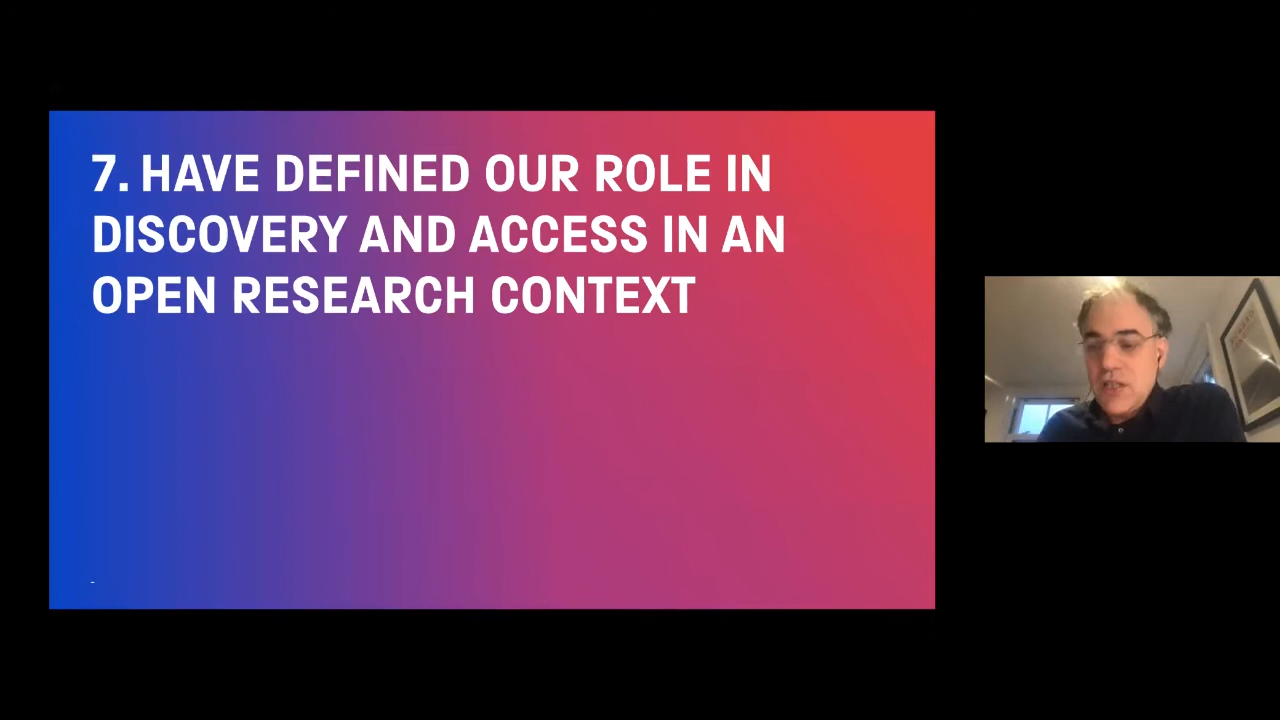 7. HAVE DEFINED OUR ROLE IN
DISCOVERY AND ACCESS IN AN
OPEN RESEARCH CONTEXT
-